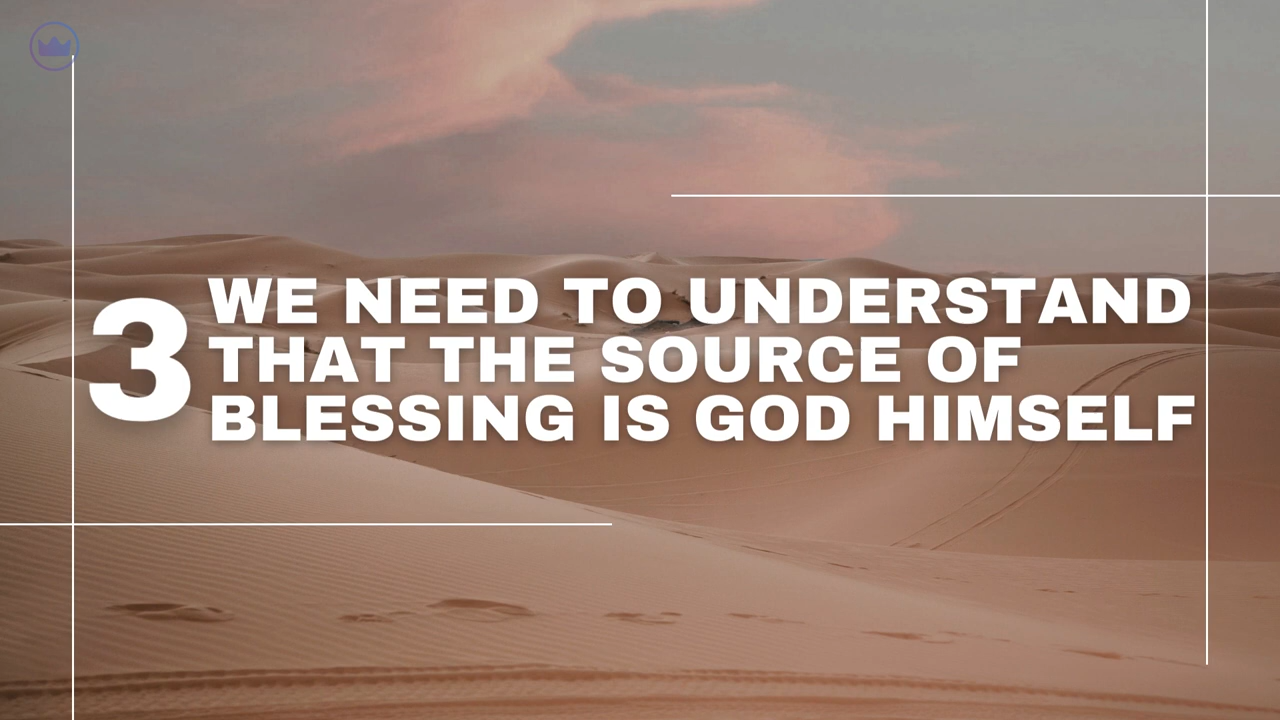 3
WE NEED TO UNDERSTAND
THAT THE SOURCE OF
BLESSING IS GOD HIMSELF